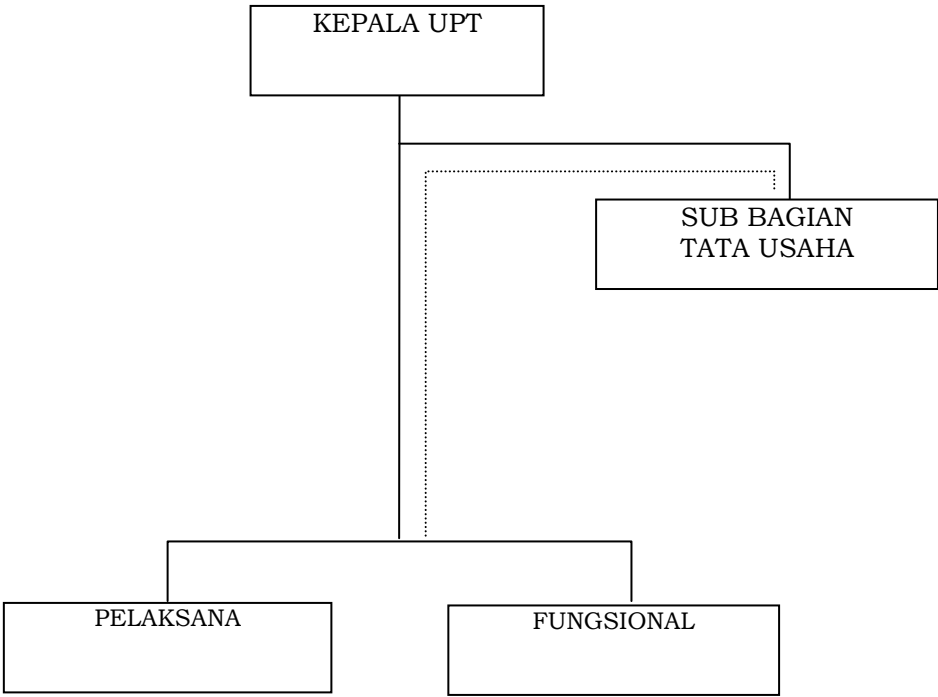 KEPALA UPT
SUB BAGIAN
TATA USAHA
PELAKSANA
FUNGSIONAL